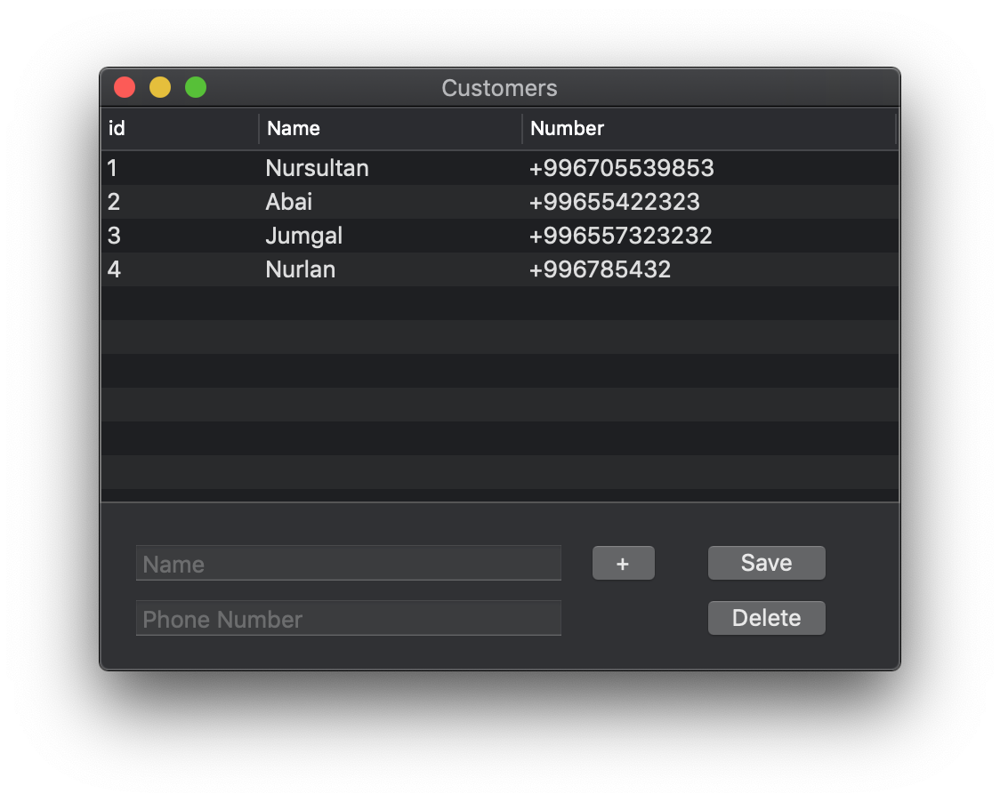 Customers
id Name Number
1 Nursultan +996705539853
2 Abai +99655422323
3 Jumgal +996557323232
4 Nurlan +996785432
Name + Save
Phone Number Delete